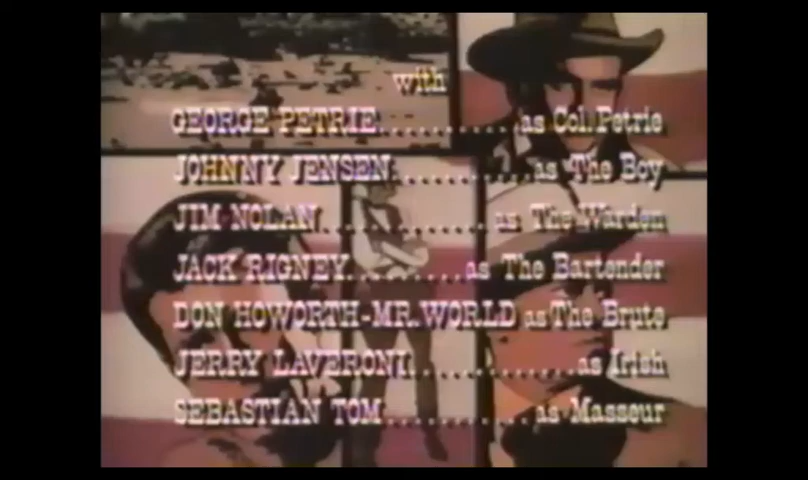 with
GEORGE PETRIE............as Col. Petrie
JOHNNY JENSEN............as The Boy
JIM NOLAN..............as The Warden
JACK RIGNEY..........as The Bartender
DON HOWORTH-MR. WORLD as The Brute
JERRY LAVERONI..............as Irish
SEBASTIAN TOM............as Masseur